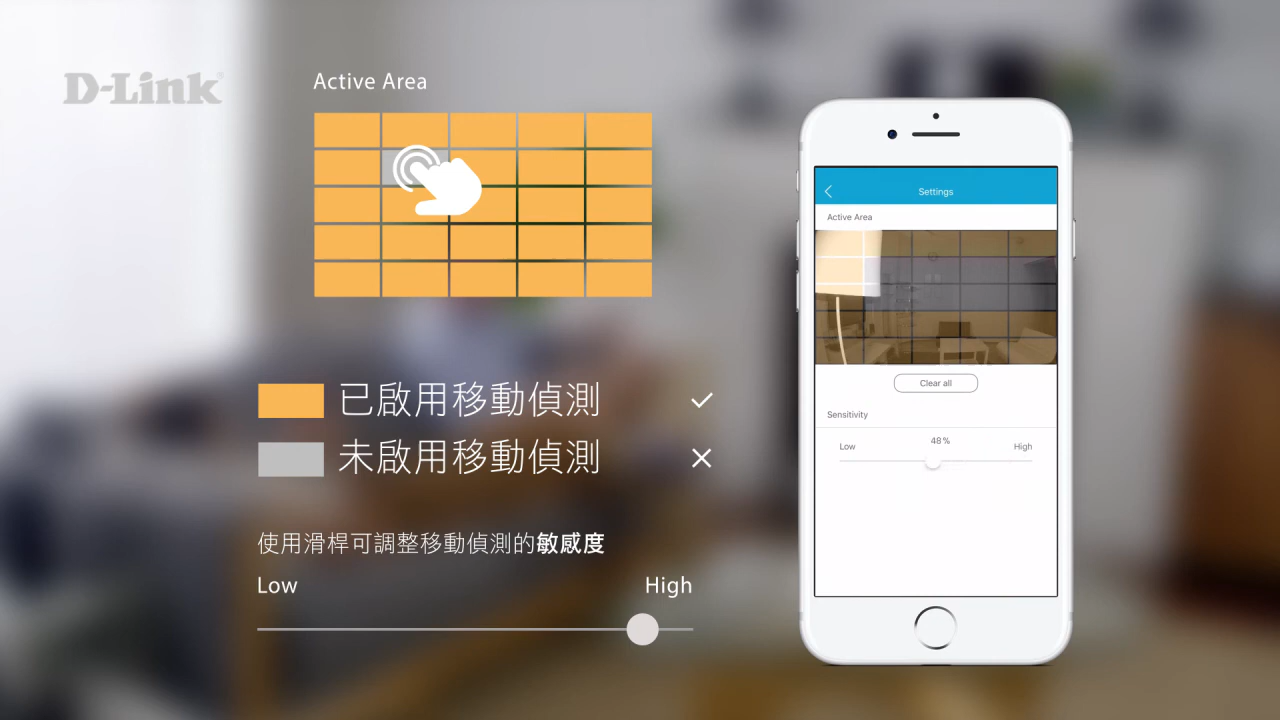 D-Link
Active Area
已啟用移動偵測
未啟用移動偵測
使用滑桿可調整移動偵測的敏感度
Low
High
Settings
Active Area
Clear all
Sensitivity
48%
Low
High